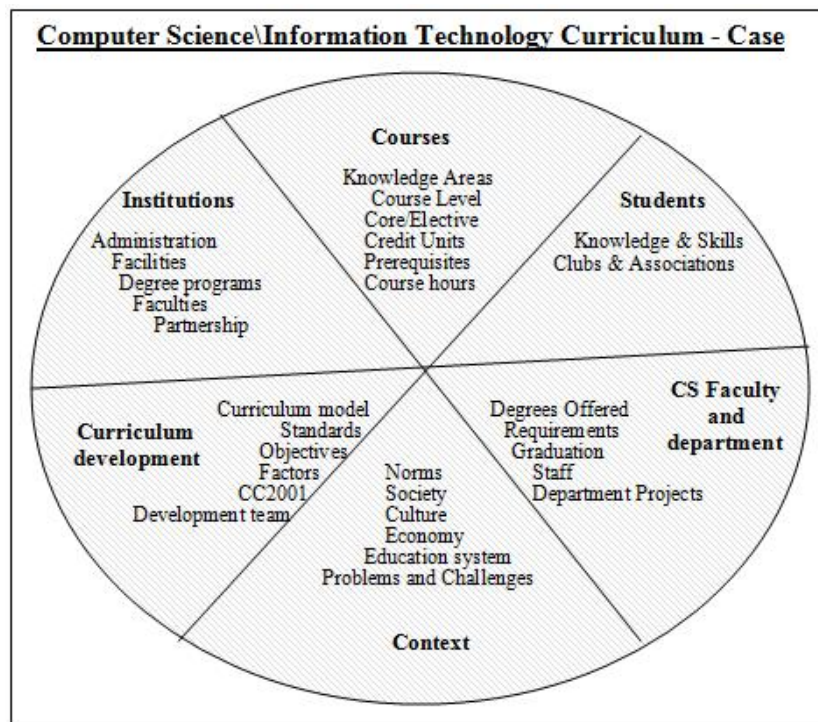 Computer Science\Information Technology Curriculum - Case
Courses
Knowledge Areas
Course Level
Core/Elective
Credit Units
Prerequisites
Course hours
Institutions
Administration
Facilities
Degree programs
Faculties
Partnership
Students
Knowledge & Skills
Clubs & Associations
Curriculum
development
Curriculum model
Standards
Objectives
Factors
CC2001
Development team
Norms
Society
Culture
Economy
Education system
Problems and Challenges
Context
Degrees Offered
Requirements
Graduation
Staff
Department Projects
CS Faculty
and
department